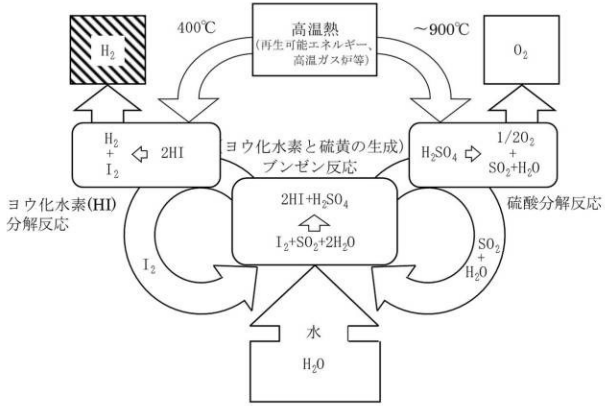 H₂
400℃
高温熱
(再生可能エネルギー、
高温ガス炉等)
～900℃
O₂
H₂
+
I₂
2HI
(ヨウ化水素と硫黄の生成)
ブンゼン反応
H₂SO₄
1/2O₂
+
SO₂+H₂O
ヨウ化水素(HI)
分解反応
2HI+H₂SO₄
I₂+SO₂+2H₂O
硫酸分解反応
I₂
SO₂
+
H₂O
水
H₂O